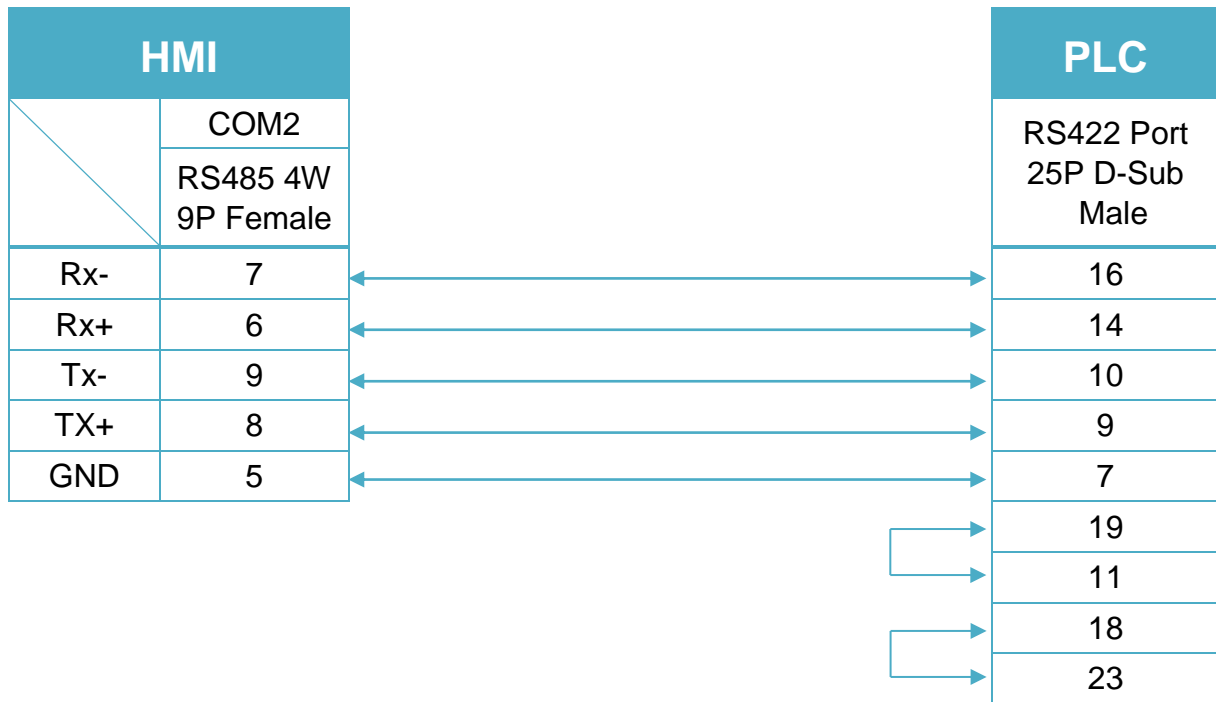 HMI
PLC
COM2
RS485 4W
9P Female
RS422 Port
25P D-Sub
Male
Rx- 7 16
Rx+ 6 14
Tx- 9 10
TX+ 8 9
GND 5 7
19
11
18
23